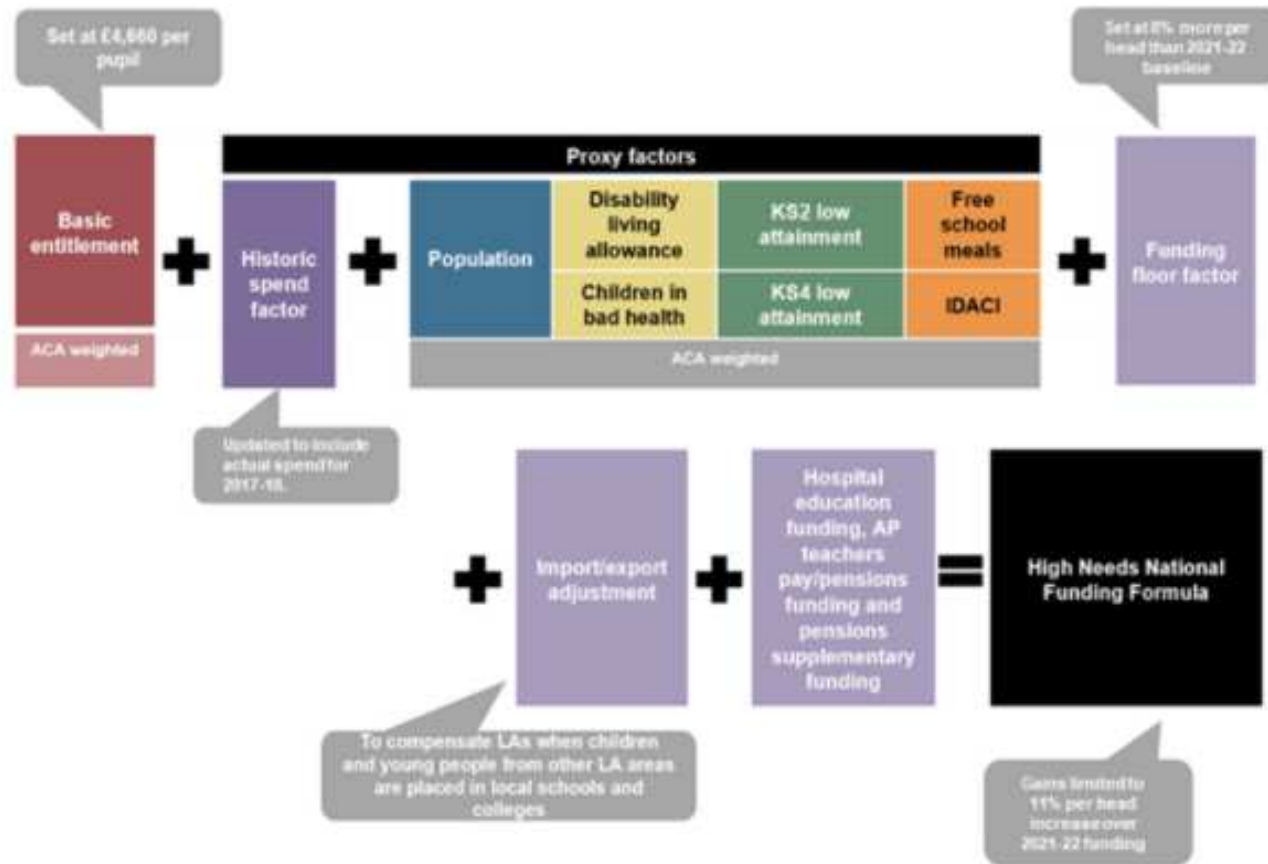 Set at £4,660 per
pupil
Set at 8% more per
head than 2021-22
baseline
Proxy factors
Basic
entitlement
ACA weighted
+
Historic
spend
factor
+
Population
Disability
living
allowance
Children in
bad health
KS2 low
attainment
KS4 low
attainment
Free
school
meals
IDACI
ACA weighted
+
Funding
floor factor
Updated to include
actual spend for
2017-18.
+
Import/export
adjustment
+
Hospital
education
funding, AP
teachers
pay/pensions
funding and
pensions
supplementary
funding
=
High Needs National
Funding Formula
To compensate LAs when children
and young people from other LA areas
are placed in local schools and
colleges
Gains limited to
11% per head
increase over
2021-22 funding